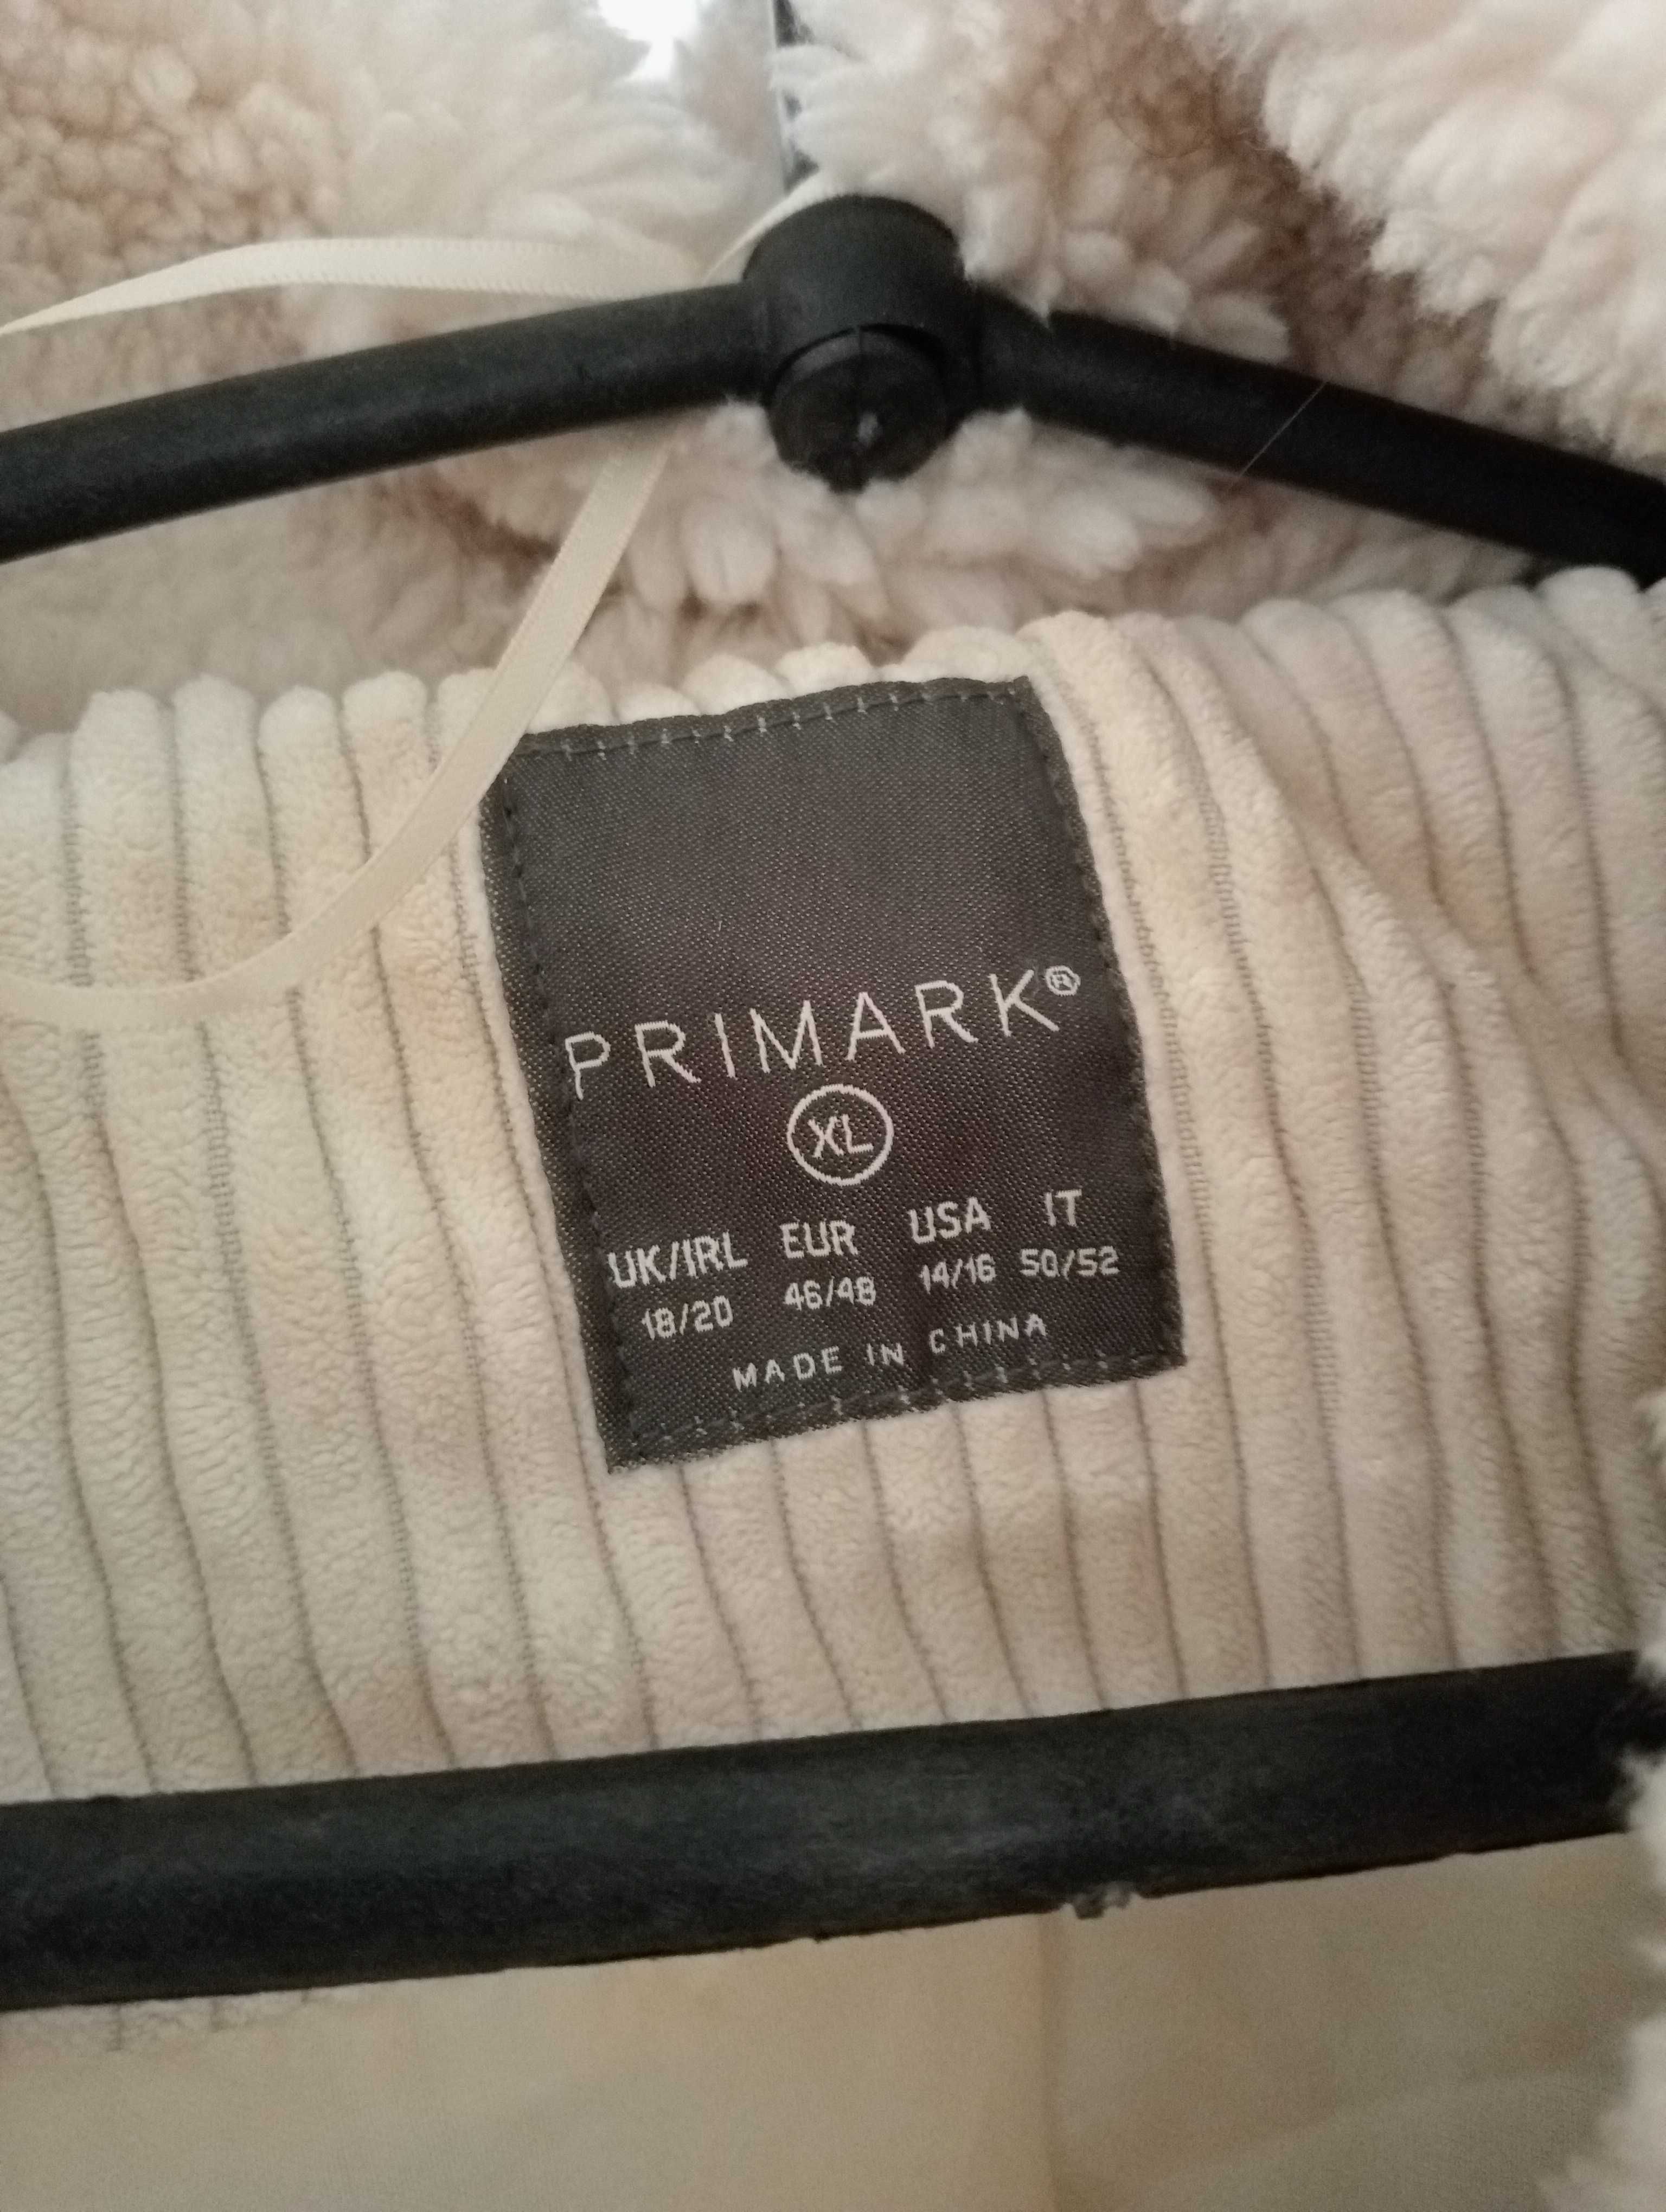 PRIMARK®
XL
UK/IRL EUR USA IT
18/20 46/48 14/16 50/52
MADE IN CHINA